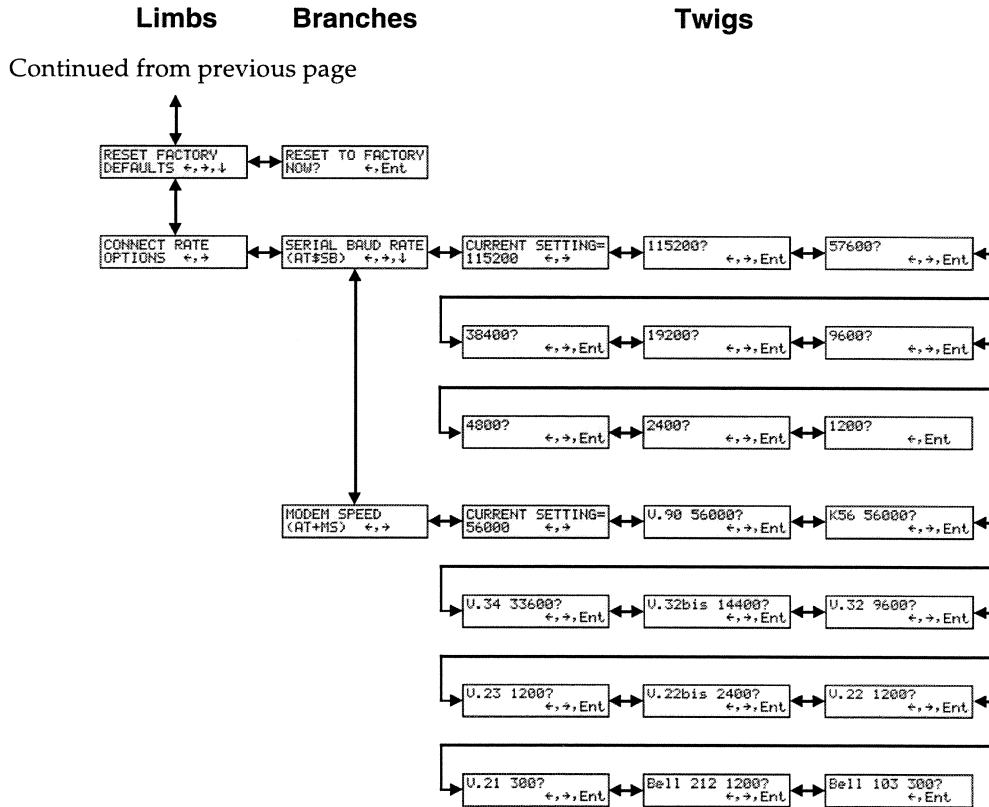 Limbs Branches Twigs
Continued from previous page
RESET FACTORY
DEFAULTS ←,→,↓
RESET TO FACTORY
NOW? ←,Ent
CONNECT RATE
OPTIONS ←,→
SERIAL BAUD RATE
(AT$SB) ←,→,↓
CURRENT SETTING=
115200 ←,→
115200?
←,→,Ent
57600?
←,→,Ent
38400?
←,→,Ent
19200?
←,→,Ent
9600?
←,→,Ent
4800?
←,→,Ent
2400?
←,→,Ent
1200?
←,Ent
MODEM SPEED
(AT+MS) ←,→
CURRENT SETTING=
56000 ←,→
V.90 56000?
←,→,Ent
K56 56000?
←,→,Ent
V.34 33600?
←,→,Ent
V.32bis 14400?
←,→,Ent
V.32 9600?
←,→,Ent
V.23 1200?
←,→,Ent
V.22bis 2400?
←,→,Ent
V.22 1200?
←,→,Ent
V.21 300?
←,→,Ent
Bell 212 1200?
←,→,Ent
Bell 103 300?
←,Ent